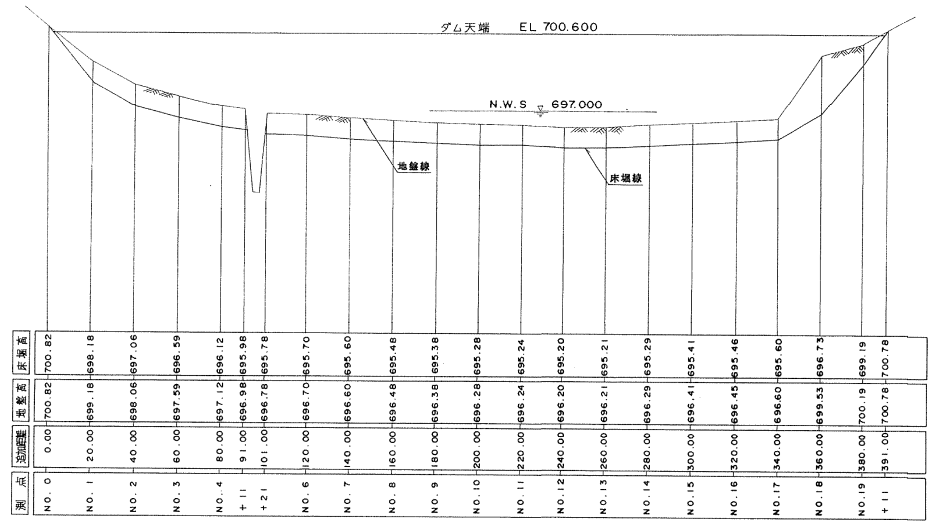 ダム天端 EL 700.600
N.W.S 697.000
地盤線
床堀線
床堀高 700.82 698.18 697.06 696.59 696.12 695.98 695.78 695.70 695.60 695.48 695.38 695.28 695.24 695.20 695.21 695.29 695.41 695.46 695.60 696.73 699.19 700.78
地盤高 700.82 699.18 698.06 697.59 697.12 696.98 696.78 696.70 696.60 696.48 696.38 696.28 696.24 696.20 696.21 696.29 696.41 696.45 696.60 699.53 700.19 700.78
追加距離 0.00 20.00 40.00 60.00 80.00 91.00 101.00 120.00 140.00 160.00 180.00 200.00 220.00 240.00 260.00 280.00 300.00 320.00 340.00 360.00 380.00 391.00
測点 NO. 0 NO. 1 NO. 2 NO. 3 NO. 4 +11 +21 NO. 6 NO. 7 NO. 8 NO. 9 NO. 10 NO. 11 NO. 12 NO. 13 NO. 14 NO. 15 NO. 16 NO. 17 NO. 18 NO. 19 +11